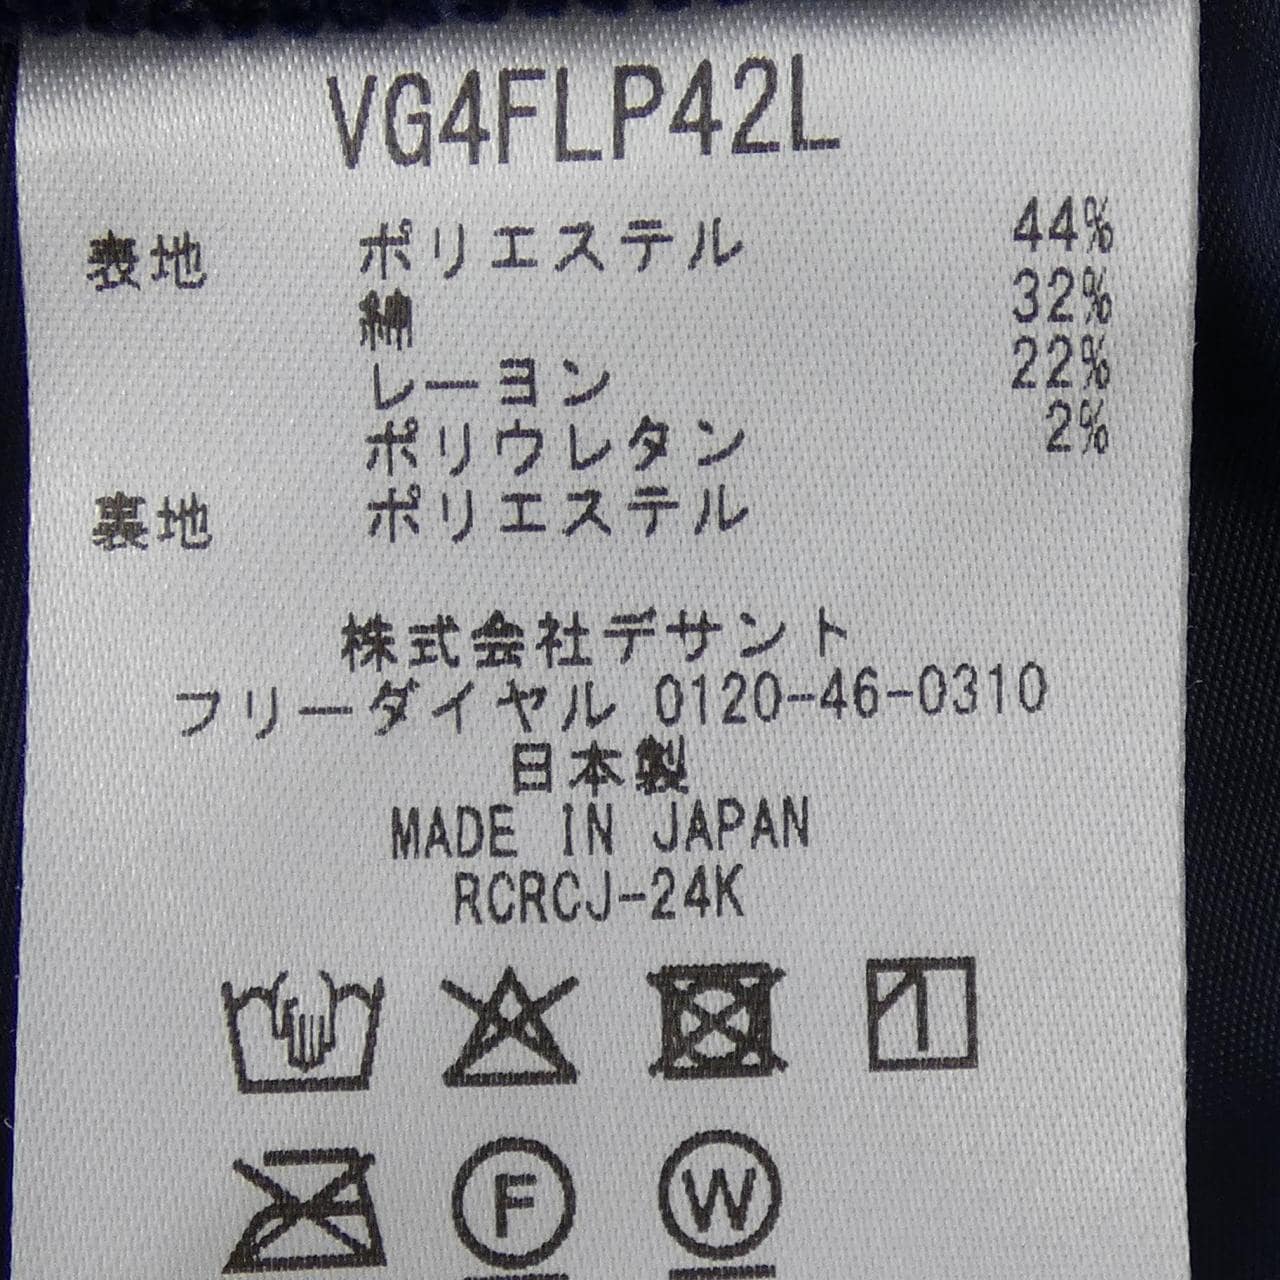 VG4FLP42L
表地 ポリエステル 44%
綿 32%
レーヨン 22%
ポリウレタン 2%
裏地 ポリエステル
株式会社デサント
フリーダイヤル 0120-46-0310
日本製
MADE IN JAPAN
RCRCJ-24K
F W